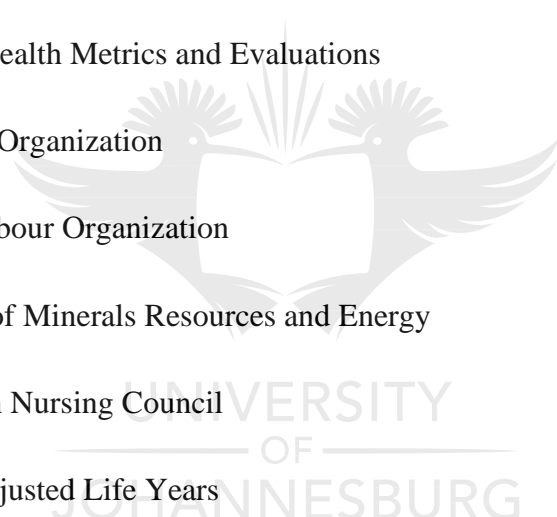 ealth Metrics and Evaluations
Organization
bour Organization
of Minerals Resources and Energy
n Nursing Council
UNIVERSITY
OF
justed Life Years
JOHANNESBURG